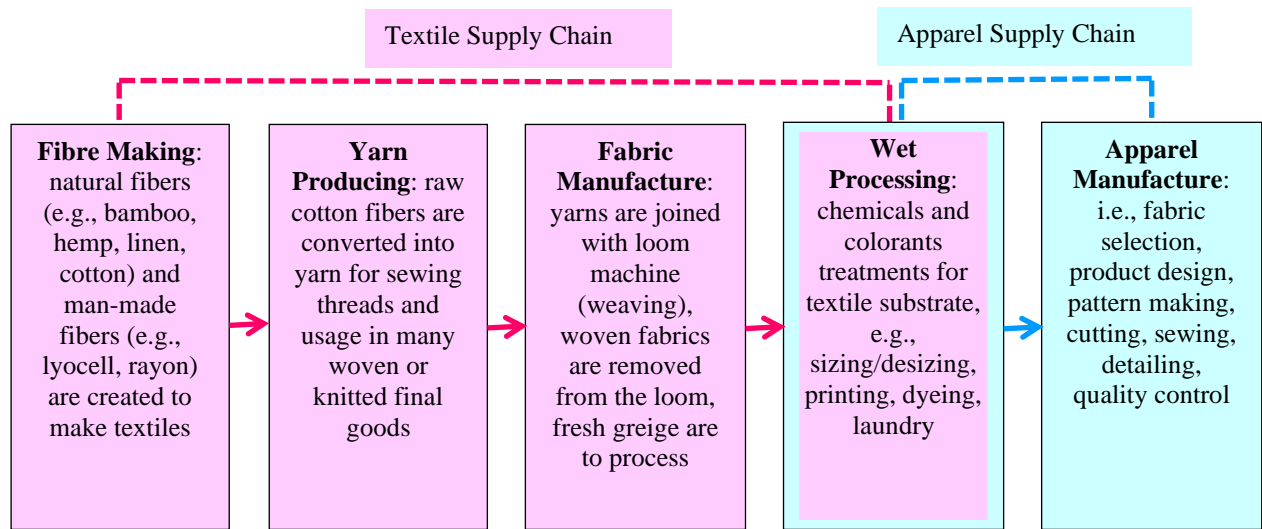 Textile Supply Chain
Apparel Supply Chain
Fibre Making:
natural fibers
(e.g., bamboo,
hemp, linen,
cotton) and
man-made
fibers (e.g.,
lyocell, rayon)
are created to
make textiles
Yarn
Producing: raw
cotton fibers are
converted into
yarn for sewing
threads and
usage in many
woven or
knitted final
goods
Fabric
Manufacture:
yarns are joined
with loom
machine
(weaving),
woven fabrics
are removed
from the loom,
fresh greige are
to process
Wet
Processing:
chemicals and
colorants
treatments for
textile substrate,
e.g.,
sizing/desizing,
printing, dyeing,
laundry
Apparel
Manufacture:
i.e., fabric
selection,
product design,
pattern making,
cutting, sewing,
detailing,
quality control